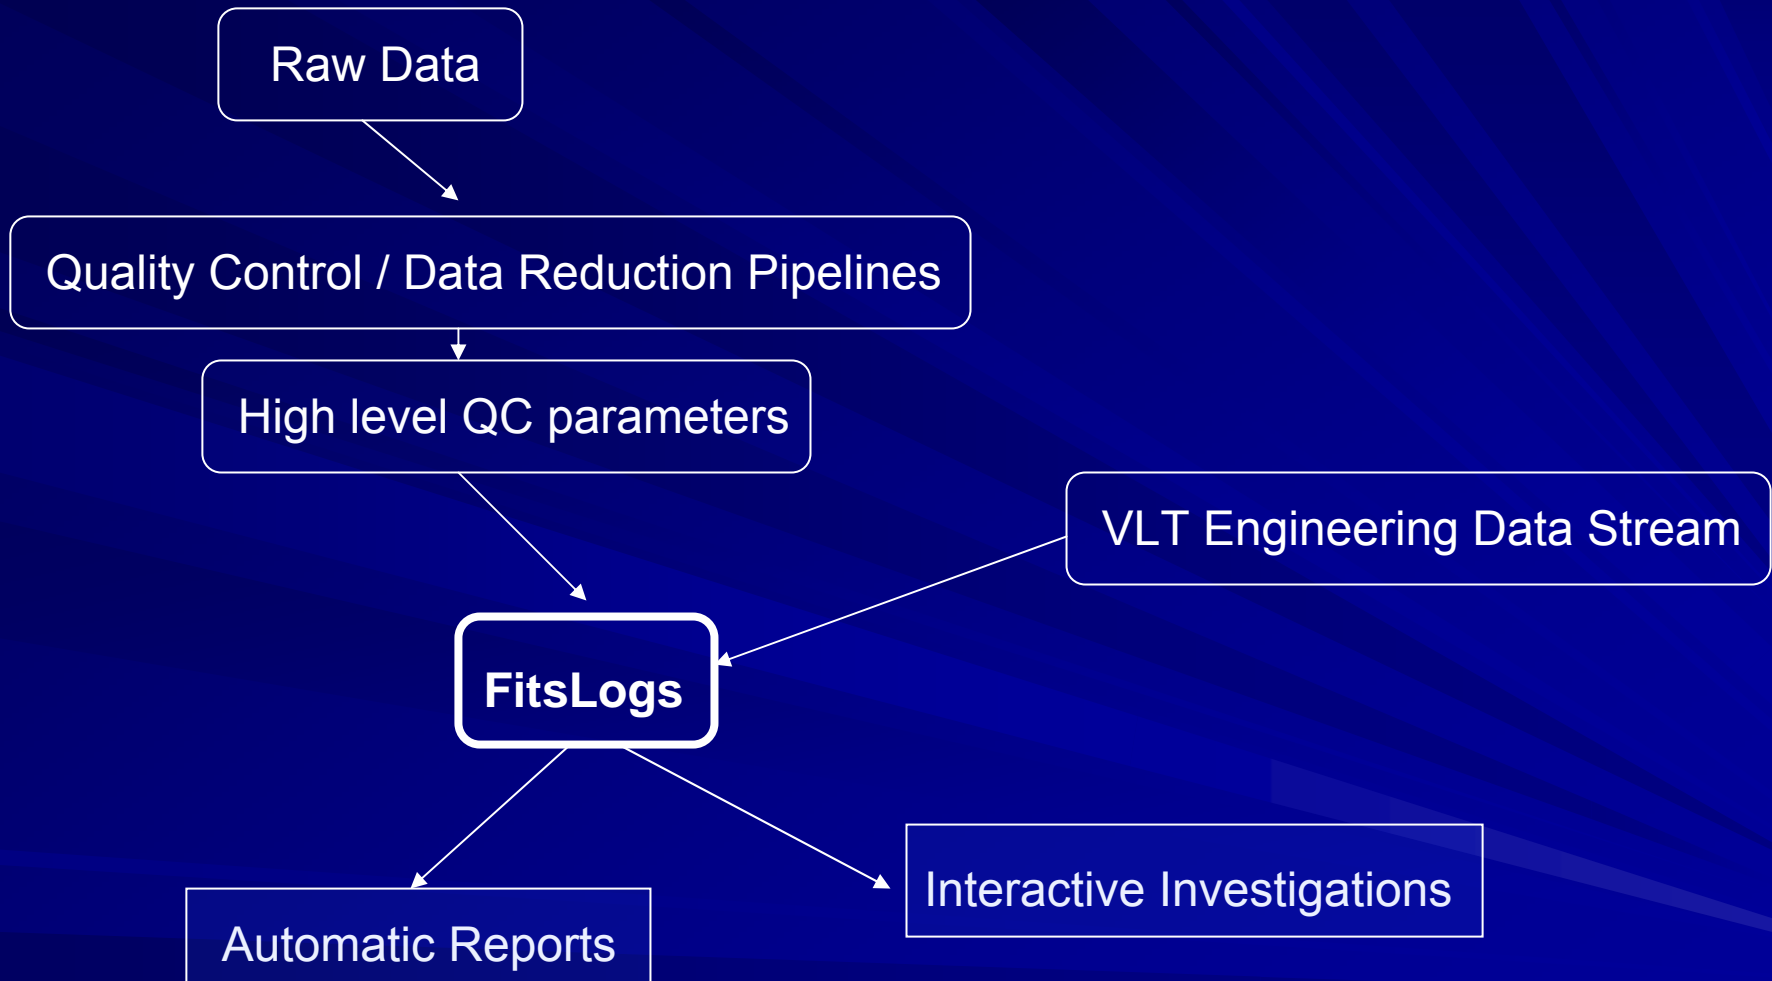 Raw Data
Quality Control / Data Reduction Pipelines
High level QC parameters
VLT Engineering Data Stream
FitsLogs
Interactive Investigations
Automatic Reports